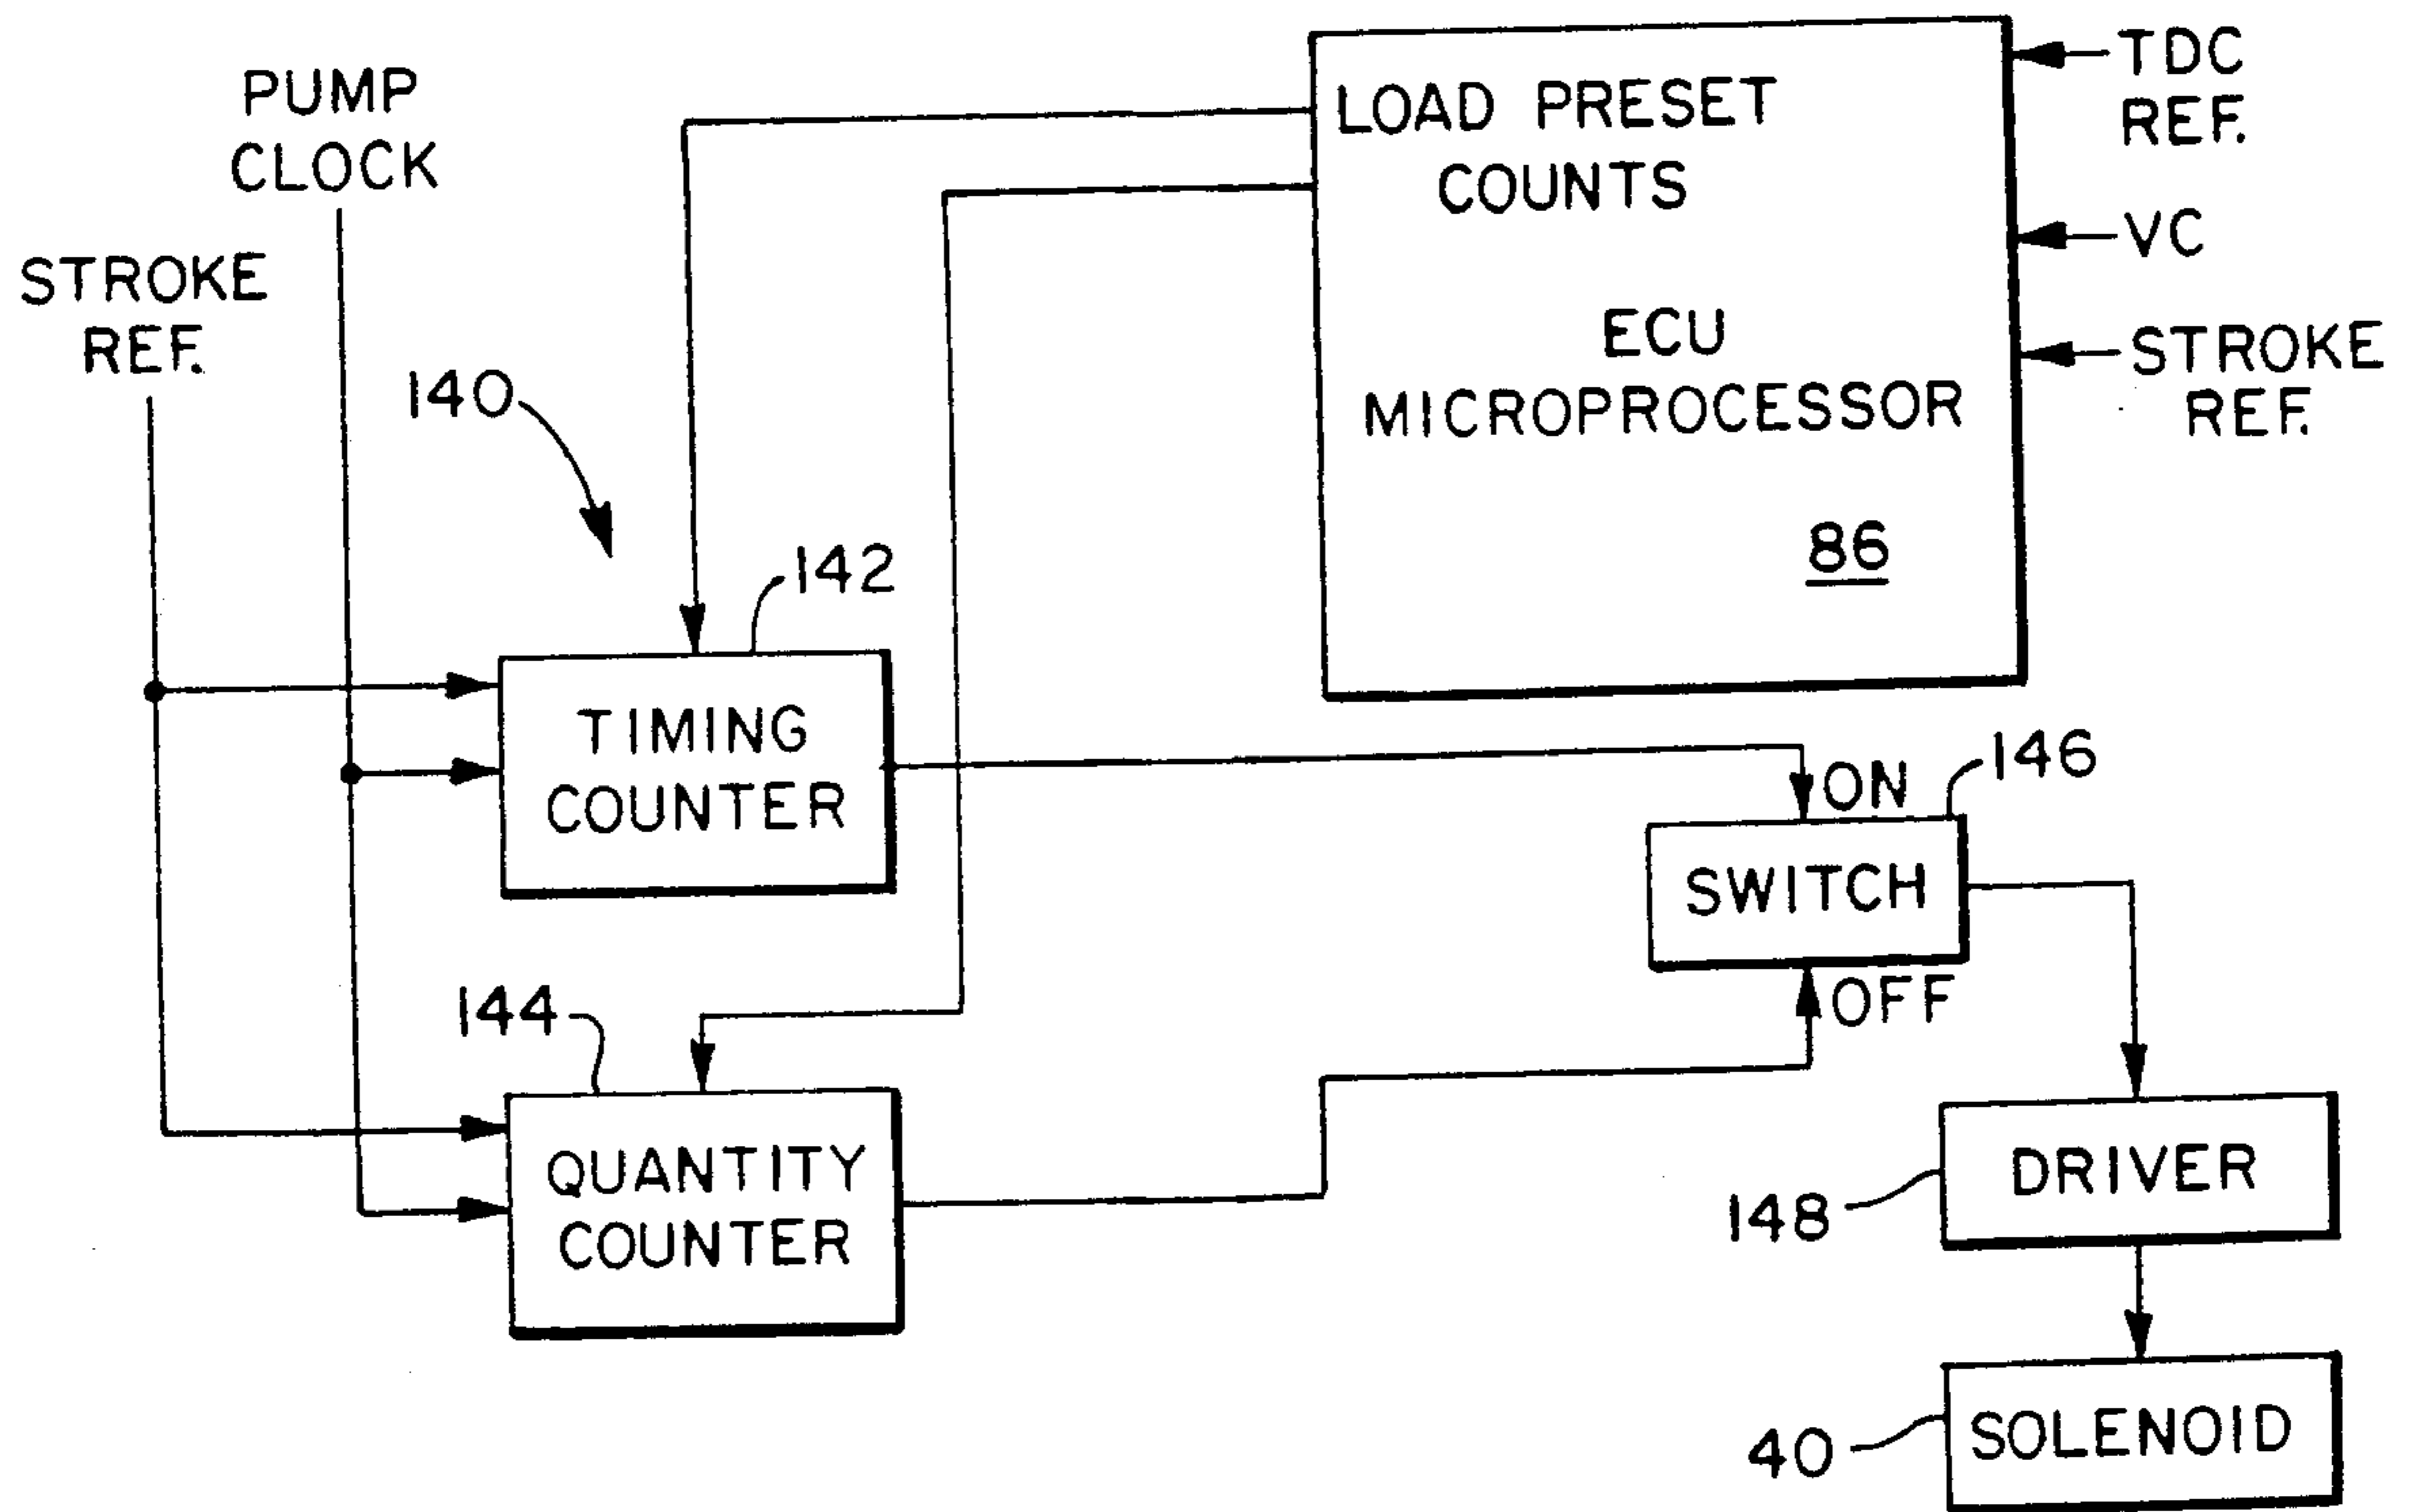 PUMP
CLOCK
STROKE
REF.
140
142
144
LOAD PRESET
COUNTS
ECU
MICROPROCESSOR
86
TDC
REF.
VC
STROKE
REF.
TIMING
COUNTER
ON
146
SWITCH
OFF
QUANTITY
COUNTER
DRIVER
148
SOLENOID
40